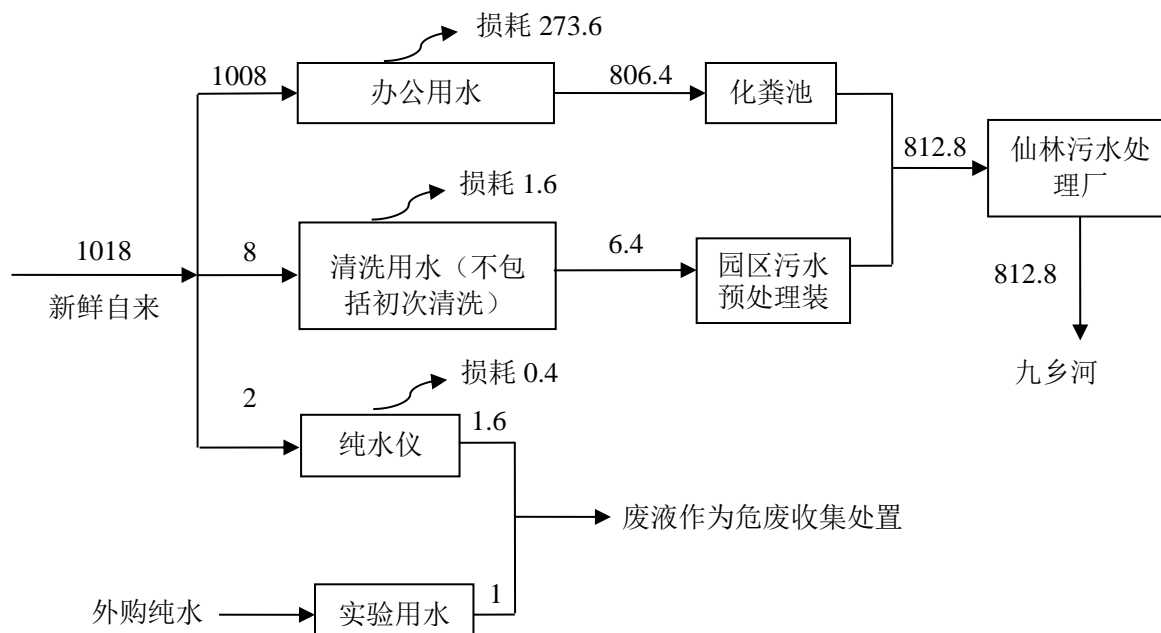 损耗 273.6
1008
办公用水
806.4
化粪池
812.8
仙林污水处
理厂
损耗 1.6
1018
新鲜自来
8
清洗用水（不包
括初次清洗）
6.4
园区污水
预处理装
812.8
九乡河
损耗 0.4
2
纯水仪
1.6
废液作为危废收集处置
外购纯水
实验用水
1